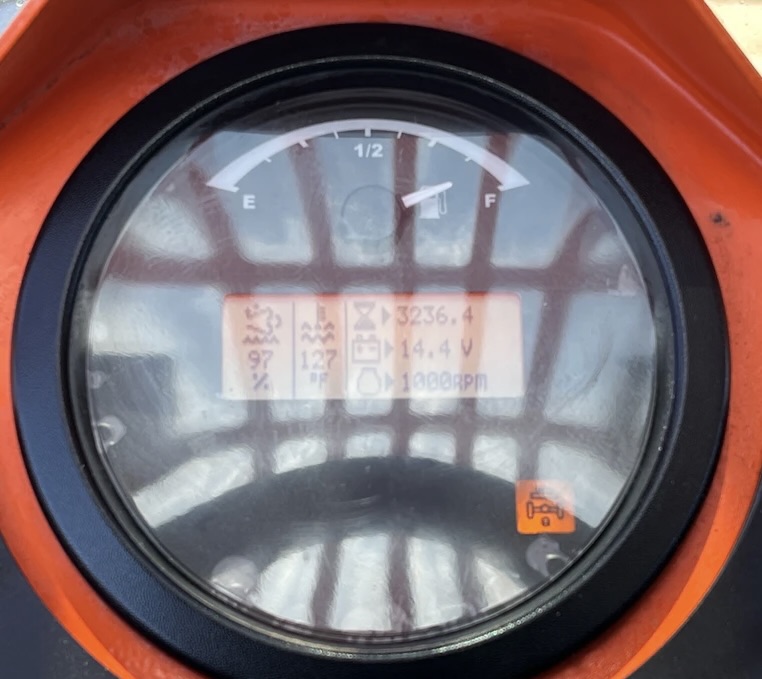 1/2
E F
3236.4
97 127 14.4 V
% °F 1000RPM